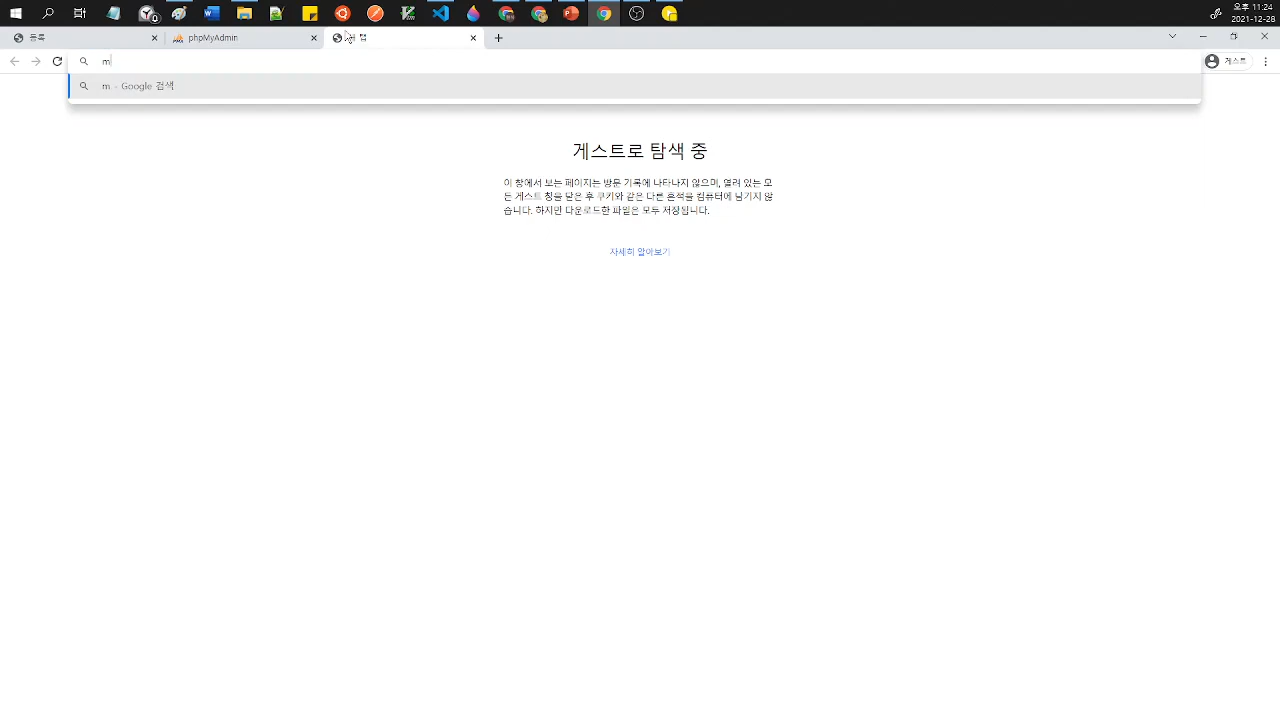 오후 11:24
2021-12-28
등록
phpMyAdmin
탭
m
게스트
m - Google 검색
게스트로 탐색 중
이 창에서 보는 페이지는 방문 기록에 나타나지 않으며, 열려 있는 모
든 게스트 창을 닫은 후 쿠키와 같은 다른 흔적을 컴퓨터에 남기지 않
습니다. 하지만 다운로드한 파일은 모두 저장됩니다.
자세히 알아보기